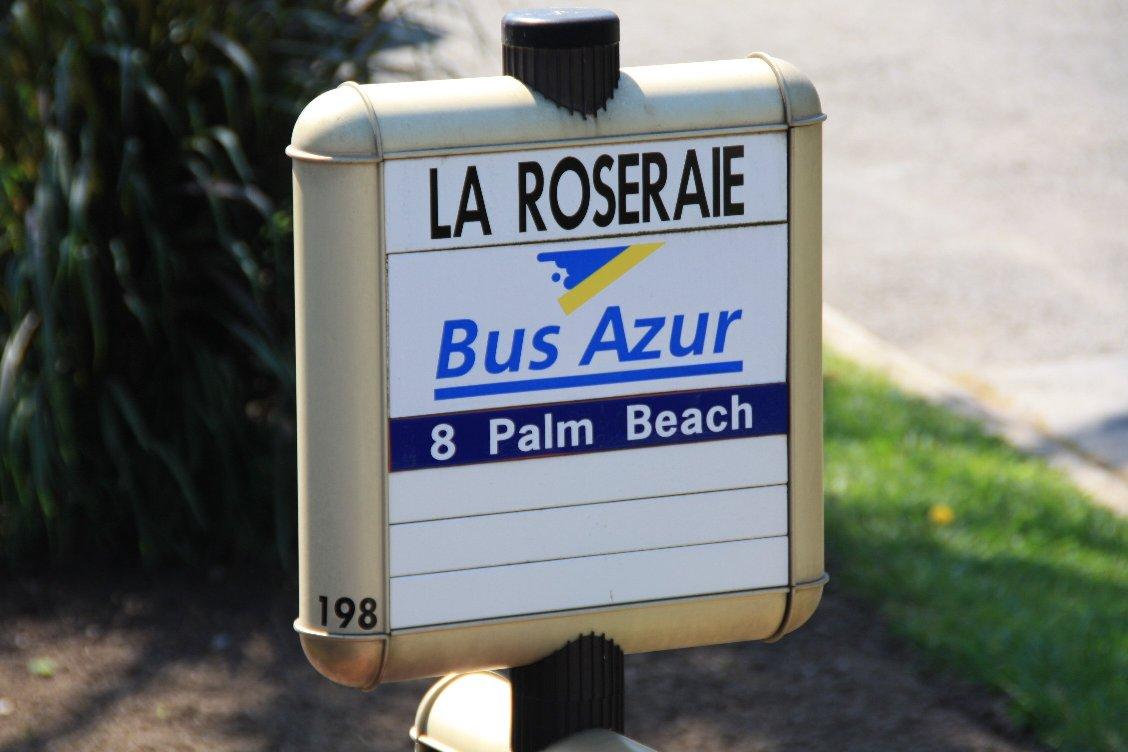 LA ROSERAIE
Bus Azur
8 Palm Beach
198